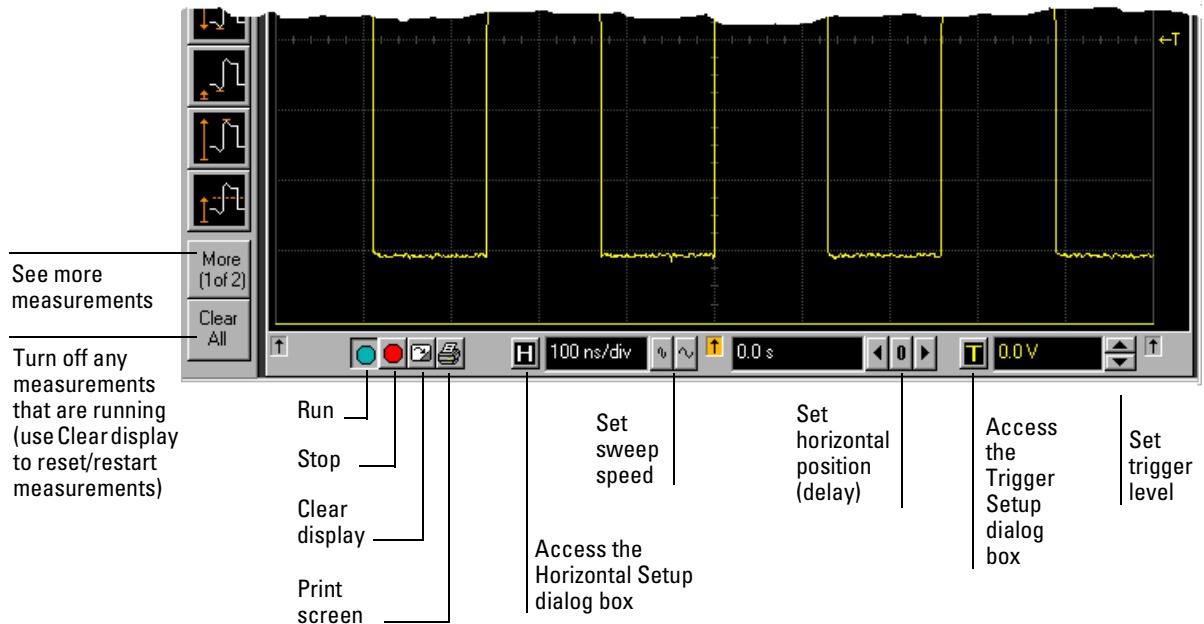 ←T
More
(1of 2)
Clear
All
See more
measurements
Turn off any
measurements
that are running
(use Clear display
to reset/restart
measurements)
H
100 ns/div
0.0 s
0
T
0.0 V
Run
Stop
Clear
display
Print
screen
Access the
Horizontal Setup
dialog box
Set
sweep
speed
Set
horizontal
position
(delay)
Access
the
Trigger
Setup
dialog
box
Set
trigger
level